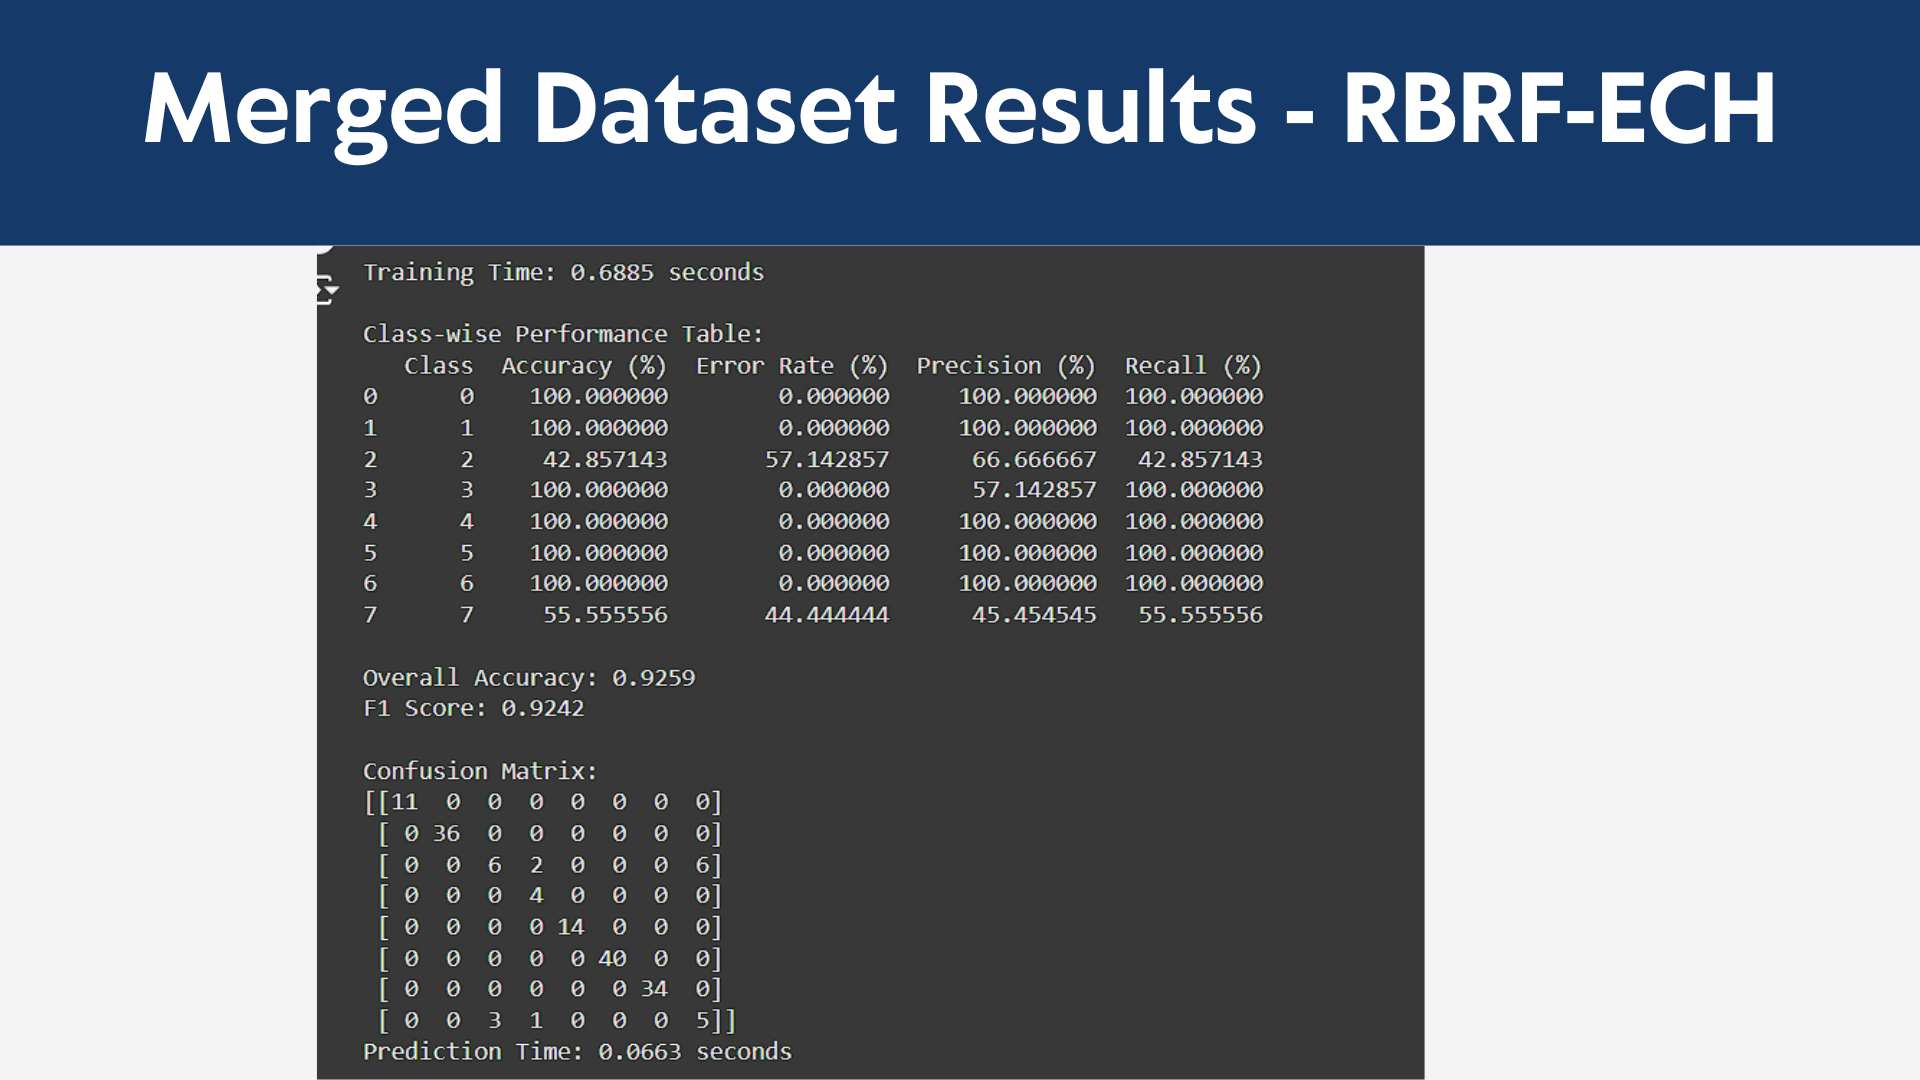 Merged Dataset Results - RBRF-ECH
Training Time: 0.6885 seconds
Class-wise Performance Table:
   Class  Accuracy (%)  Error Rate (%)  Precision (%)  Recall (%)
0      0    100.000000        0.000000     100.000000  100.000000
1      1    100.000000        0.000000     100.000000  100.000000
2      2     42.857143       57.142857      66.666667   42.857143
3      3    100.000000        0.000000      57.142857  100.000000
4      4    100.000000        0.000000     100.000000  100.000000
5      5    100.000000        0.000000     100.000000  100.000000
6      6    100.000000        0.000000     100.000000  100.000000
7      7     55.555556       44.444444      45.454545   55.555556
Overall Accuracy: 0.9259
F1 Score: 0.9242
Confusion Matrix:
[[11  0  0  0  0  0  0  0]
 [ 0 36  0  0  0  0  0  0]
 [ 0  0  6  2  0  0  0  6]
 [ 0  0  0  4  0  0  0  0]
 [ 0  0  0  0 14  0  0  0]
 [ 0  0  0  0  0 40  0  0]
 [ 0  0  0  0  0  0 34  0]
 [ 0  0  3  1  0  0  0  5]]
Prediction Time: 0.0663 seconds